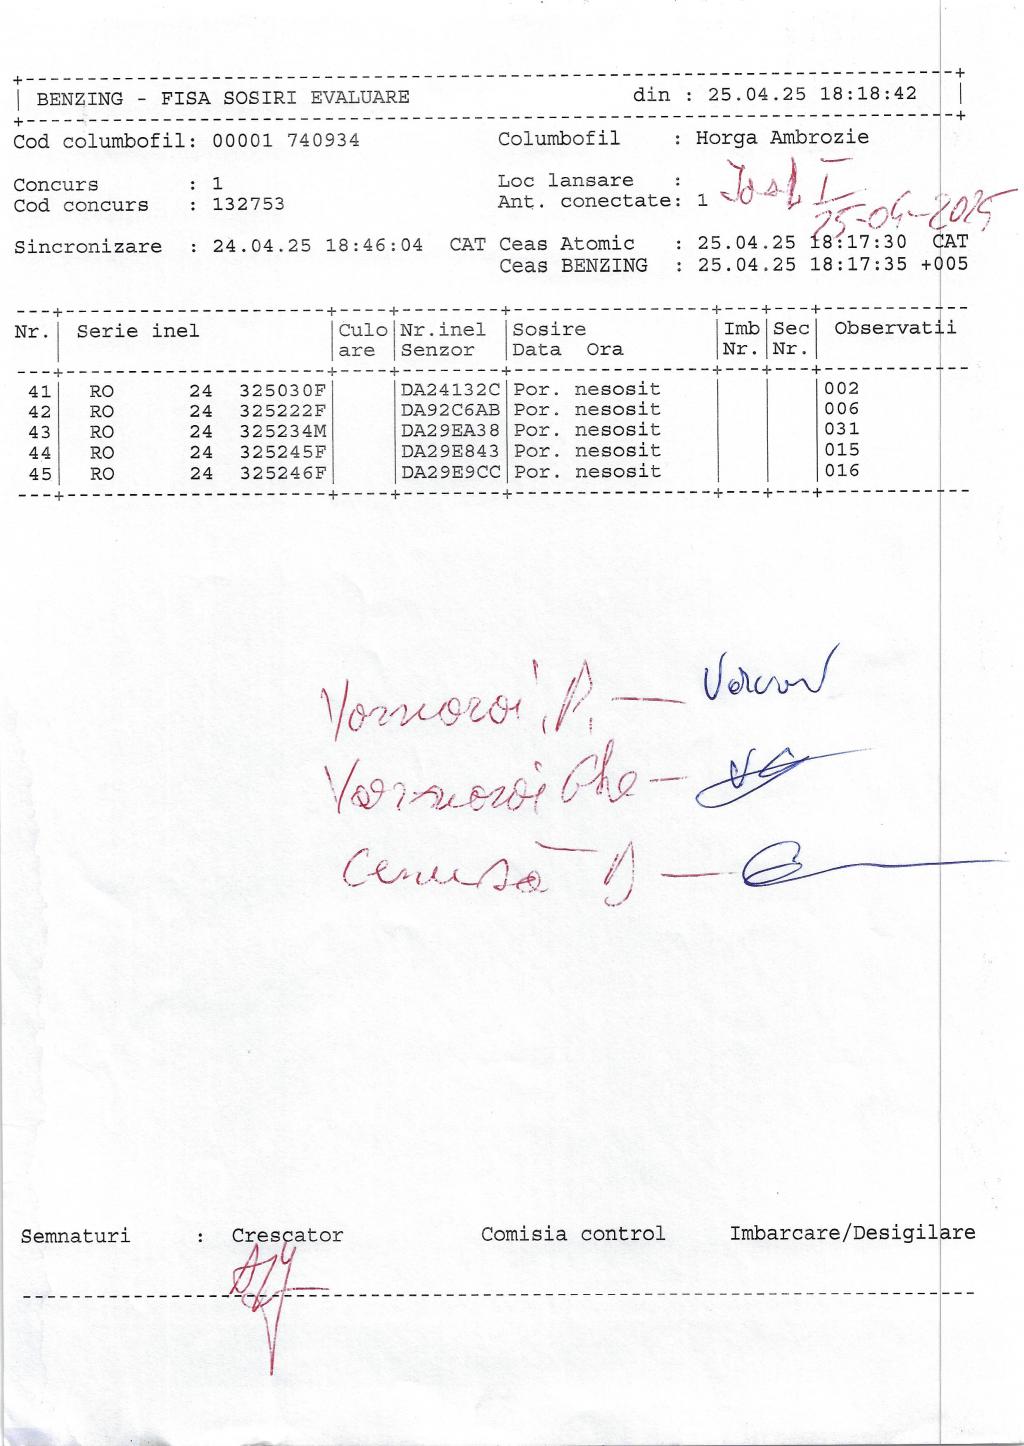 BENZING - FISA SOSIRI EVALUARE din : 25.04.25 18:18:42
Cod columbofil: 00001 740934 Columbofil : Horga Ambrozie
Concurs : 1 Loc lansare :
Cod concurs : 132753 Ant. conectate: 1
25-04-2025
Sincronizare : 24.04.25 18:46:04 CAT Ceas Atomic : 25.04.25 18:17:30 CAT
Ceas BENZING : 25.04.25 18:17:35 +005
Nr. Serie inel Culo Nr.inel Sosire Imb Sec Observatii
are Senzor Data Ora Nr. Nr.
41 RO 24 325030F DA24132C Por. nesosit 002
42 RO 24 325222F DA92C6AB Por. nesosit 006
43 RO 24 325234M DA29EA38 Por. nesosit 031
44 RO 24 325245F DA29E843 Por. nesosit 015
45 RO 24 325246F DA29E9CC Por. nesosit 016
Semnaturi : Crescator Comisia control Imbarcare/Desigilare